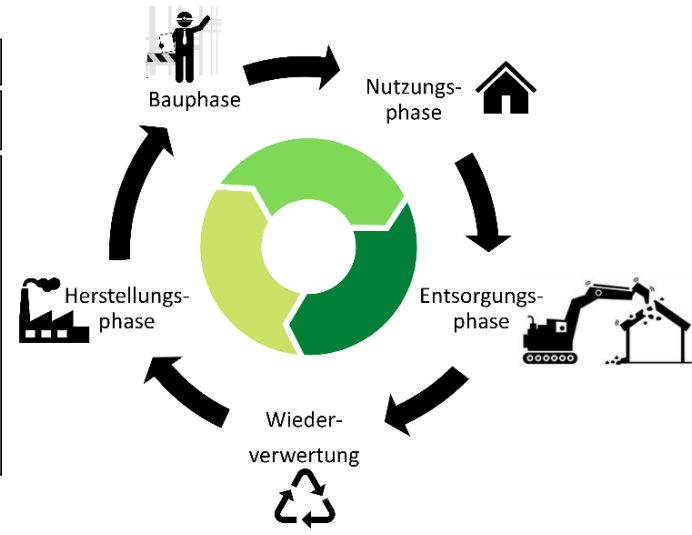 Bauphase
Nutzungs-
phase
Herstellungs-
phase
Entsorgungs-
phase
Wieder-
verwertung